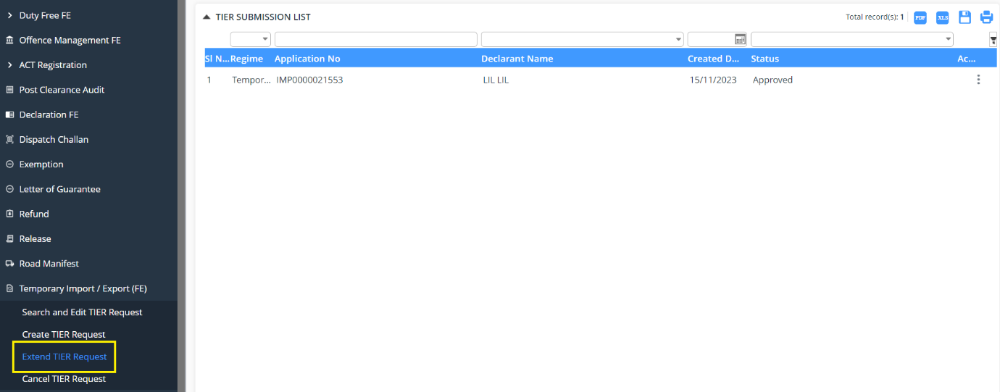 Duty Free FE
Offence Management FE
ACT Registration
Post Clearance Audit
Declaration FE
Dispatch Challan
Exemption
Letter of Guarantee
Refund
Release
Road Manifest
Temporary Import / Export (FE)
Search and Edit TIER Request
Create TIER Request
Extend TIER Request
Cancel TIER Request
TIER SUBMISSION LIST
Total record(s): 1
PDF
XLS
Sl N... Regime Application No Declarant Name Created D... Status Ac...
1 Tempor... IMP0000021553 LIL LIL 15/11/2023 Approved